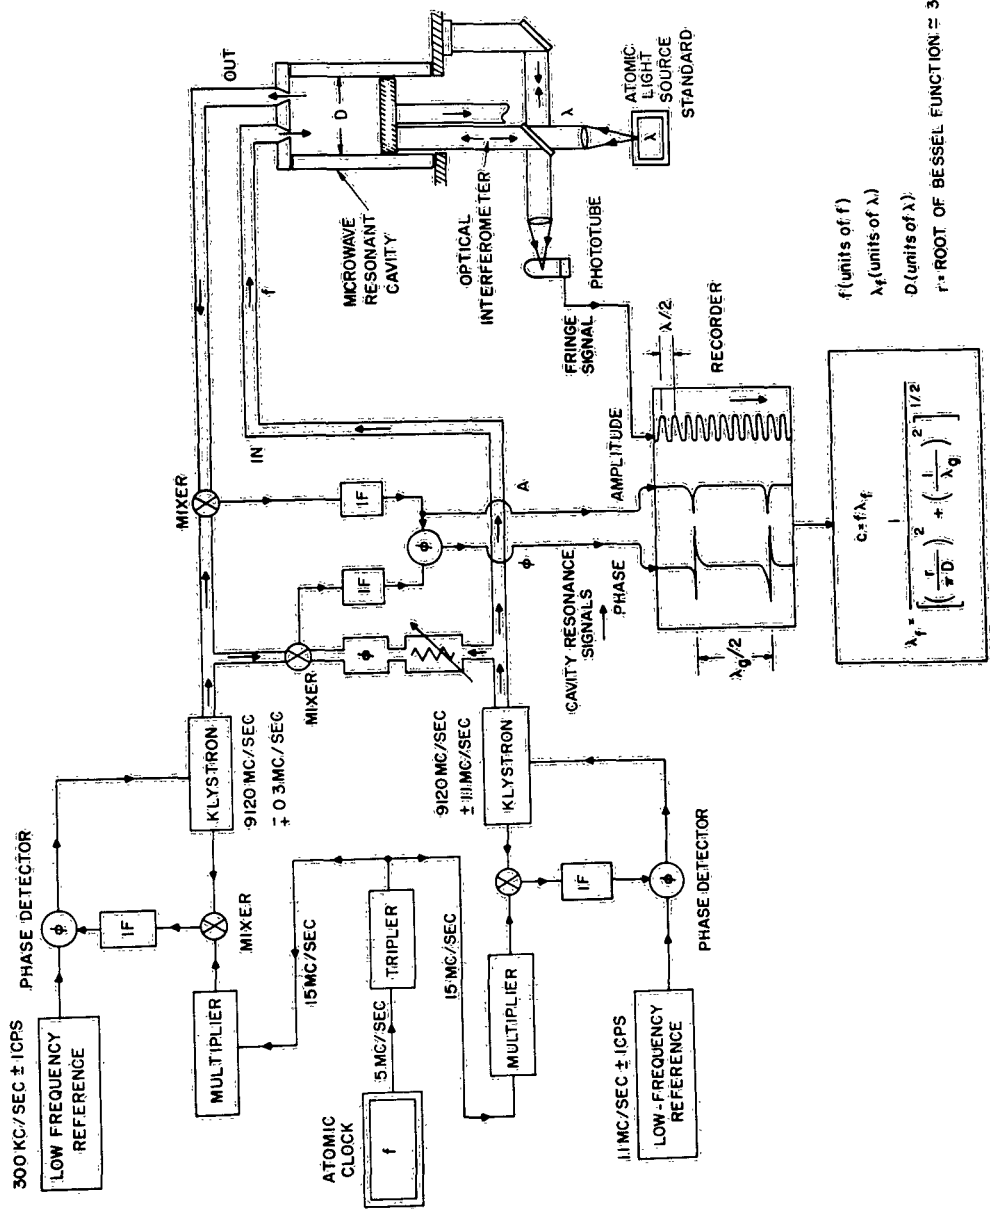 300 KC/SEC ± 1CPS
LOW FREQUENCY
REFERENCE
PHASE DETECTOR
ϕ
IF
MIXER
MULTIPLIER
KLYSTRON
9120 MC/SEC
∓ 0.3 MC/SEC
15 MC/SEC
ATOMIC
CLOCK
f
5 MC/SEC
TRIPLER
15 MC/SEC
MULTIPLIER
IF
1.1 MC/SEC ± 1CPS
LOW-FREQUENCY
REFERENCE
ϕ
PHASE DETECTOR
9120 MC/SEC
± 1.1 MC/SEC
KLYSTRON
MIXER
ϕ
IF
MIXER
IF
ϕ
IN
f
OUT
D
MICROWAVE
RESONANT
CAVITY
OPTICAL
INTERFEROMETER
λ
ATOMIC
LIGHT
SOURCE
STANDARD
λ
PHOTOTUBE
FRINGE
SIGNAL
ϕ
A
CAVITY RESONANCE
SIGNALS
PHASE
AMPLITUDE
λ/2
RECORDER
λg/2
c = fλf
λf = 1 / [(r/πD)² + (1/λg)²]^1/2
f (units of f)
λf (units of λ)
D (units of λ)
r = ROOT OF BESSEL FUNCTION ≃ 3